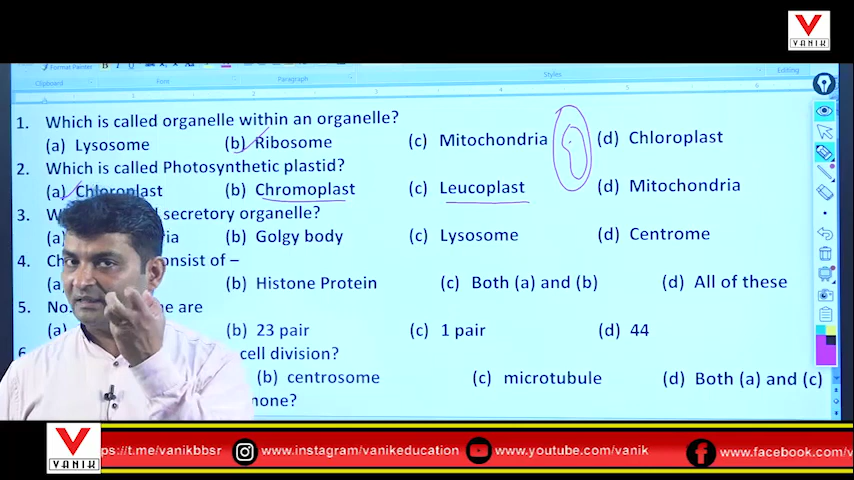 VANIK
Format Painter
Clipboard
Font
Paragraph
Styles
Editing
1. Which is called organelle within an organelle?
(a) Lysosome (b) Ribosome (c) Mitochondria (d) Chloroplast
2. Which is called Photosynthetic plastid?
(a) Chloroplast (b) Chromoplast (c) Leucoplast (d) Mitochondria
3. secretory organelle?
(b) Golgy body (c) Lysosome (d) Centrome
4. onsist of –
(b) Histone Protein (c) Both (a) and (b) (d) All of these
5. No. are
(b) 23 pair (c) 1 pair (d) 44
cell division?
(b) centrosome (c) microtubule (d) Both (a) and (c)
mone?
VANIK
ps://t.me/vanikbbsr www.instagram/vanikeducation www.youtube.com/vanik www.facebook.com/v